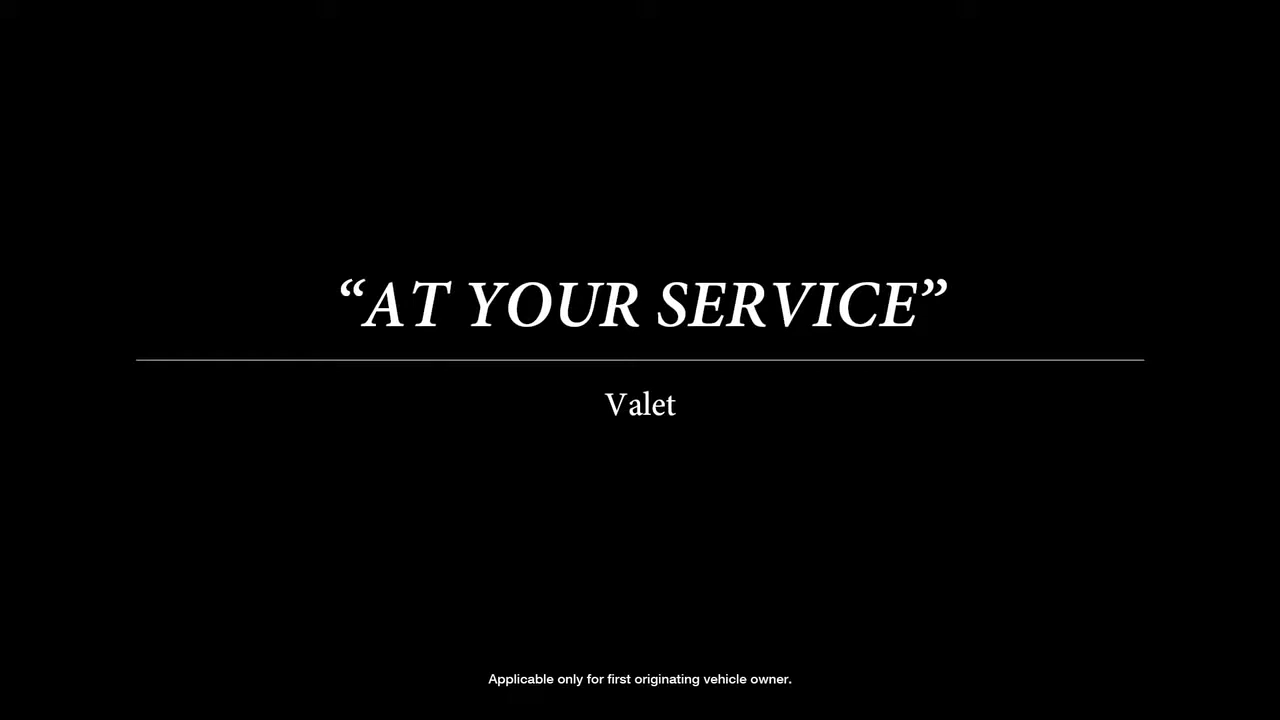 “AT YOUR SERVICE”
Valet
Applicable only for first originating vehicle owner.